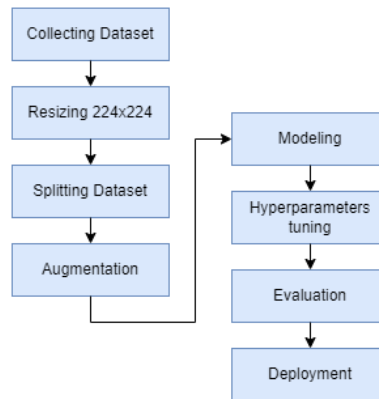 Collecting Dataset
Resizing 224x224
Splitting Dataset
Augmentation
Modeling
Hyperparameters
tuning
Evaluation
Deployment